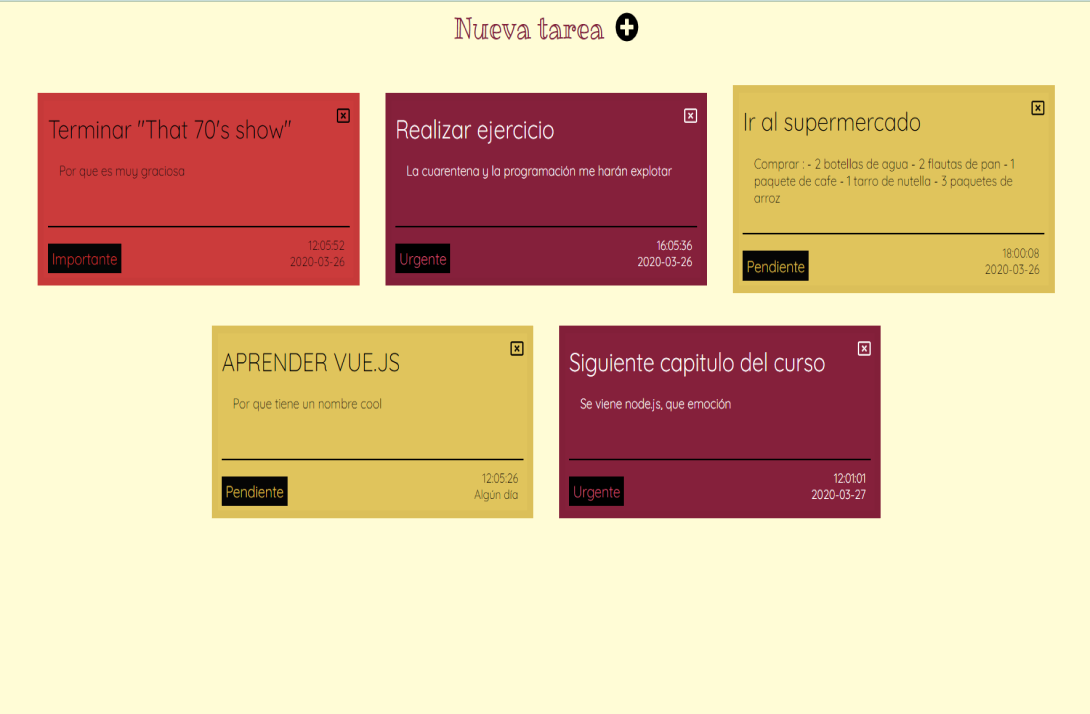 Nueva tarea
Terminar "That 70's show"
Por que es muy graciosa
Importante
12:05:52
2020-03-26
Realizar ejercicio
La cuarentena y la programación me harán explotar
Urgente
16:05:36
2020-03-26
Ir al supermercado
Comprar : - 2 botellas de agua - 2 flautas de pan - 1
paquete de cafe - 1 tarro de nutella - 3 paquetes de
arroz
Pendiente
18:00:08
2020-03-26
APRENDER VUE.JS
Por que tiene un nombre cool
Pendiente
12:05:26
Algún día
Siguiente capitulo del curso
Se viene node.js, que emoción
Urgente
12:01:01
2020-03-27